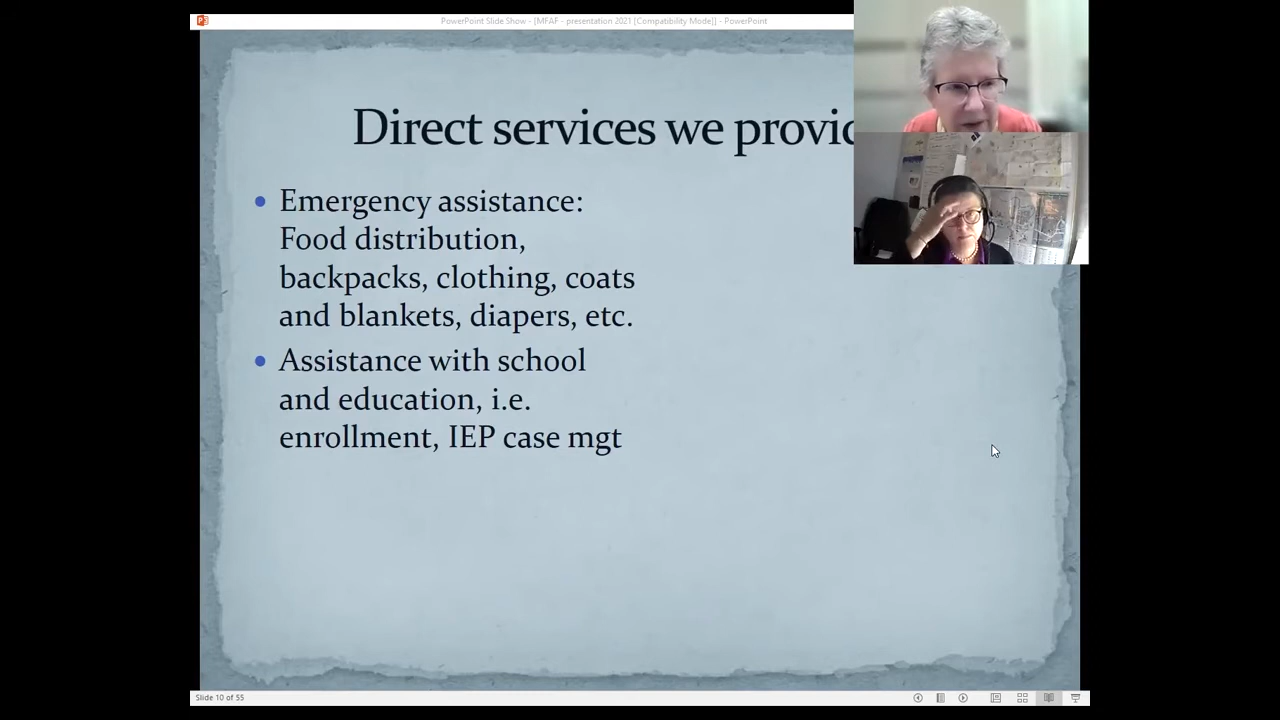 PowerPoint Slide Show - [MFAF - presentation 2021 [Compatibility Mode]] - PowerPoint
Direct services we provi
Emergency assistance:
Food distribution,
backpacks, clothing, coats
and blankets, diapers, etc.
Assistance with school
and education, i.e.
enrollment, IEP case mgt
Slide 10 of 55